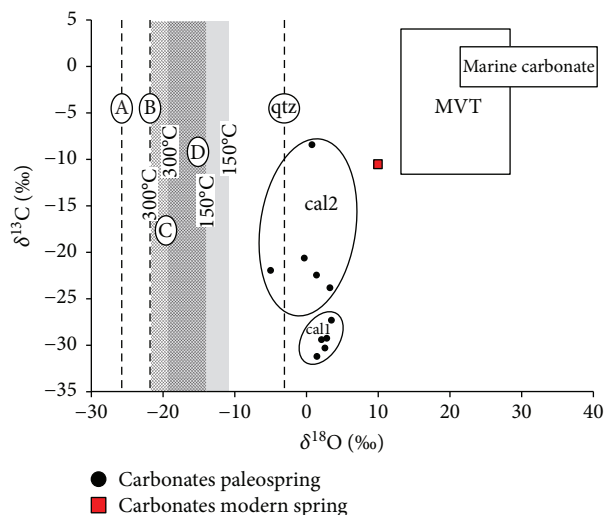 5
0
−5
−10
−15
−20
−25
−30
−35
δ¹³C (‰)
A
B
qtz
D
C
300°C
300°C
150°C
150°C
MVT
Marine carbonate
cal2
cal1
−30
−20
−10
0
10
20
30
40
δ¹⁸O (‰)
Carbonates paleospring
Carbonates modern spring